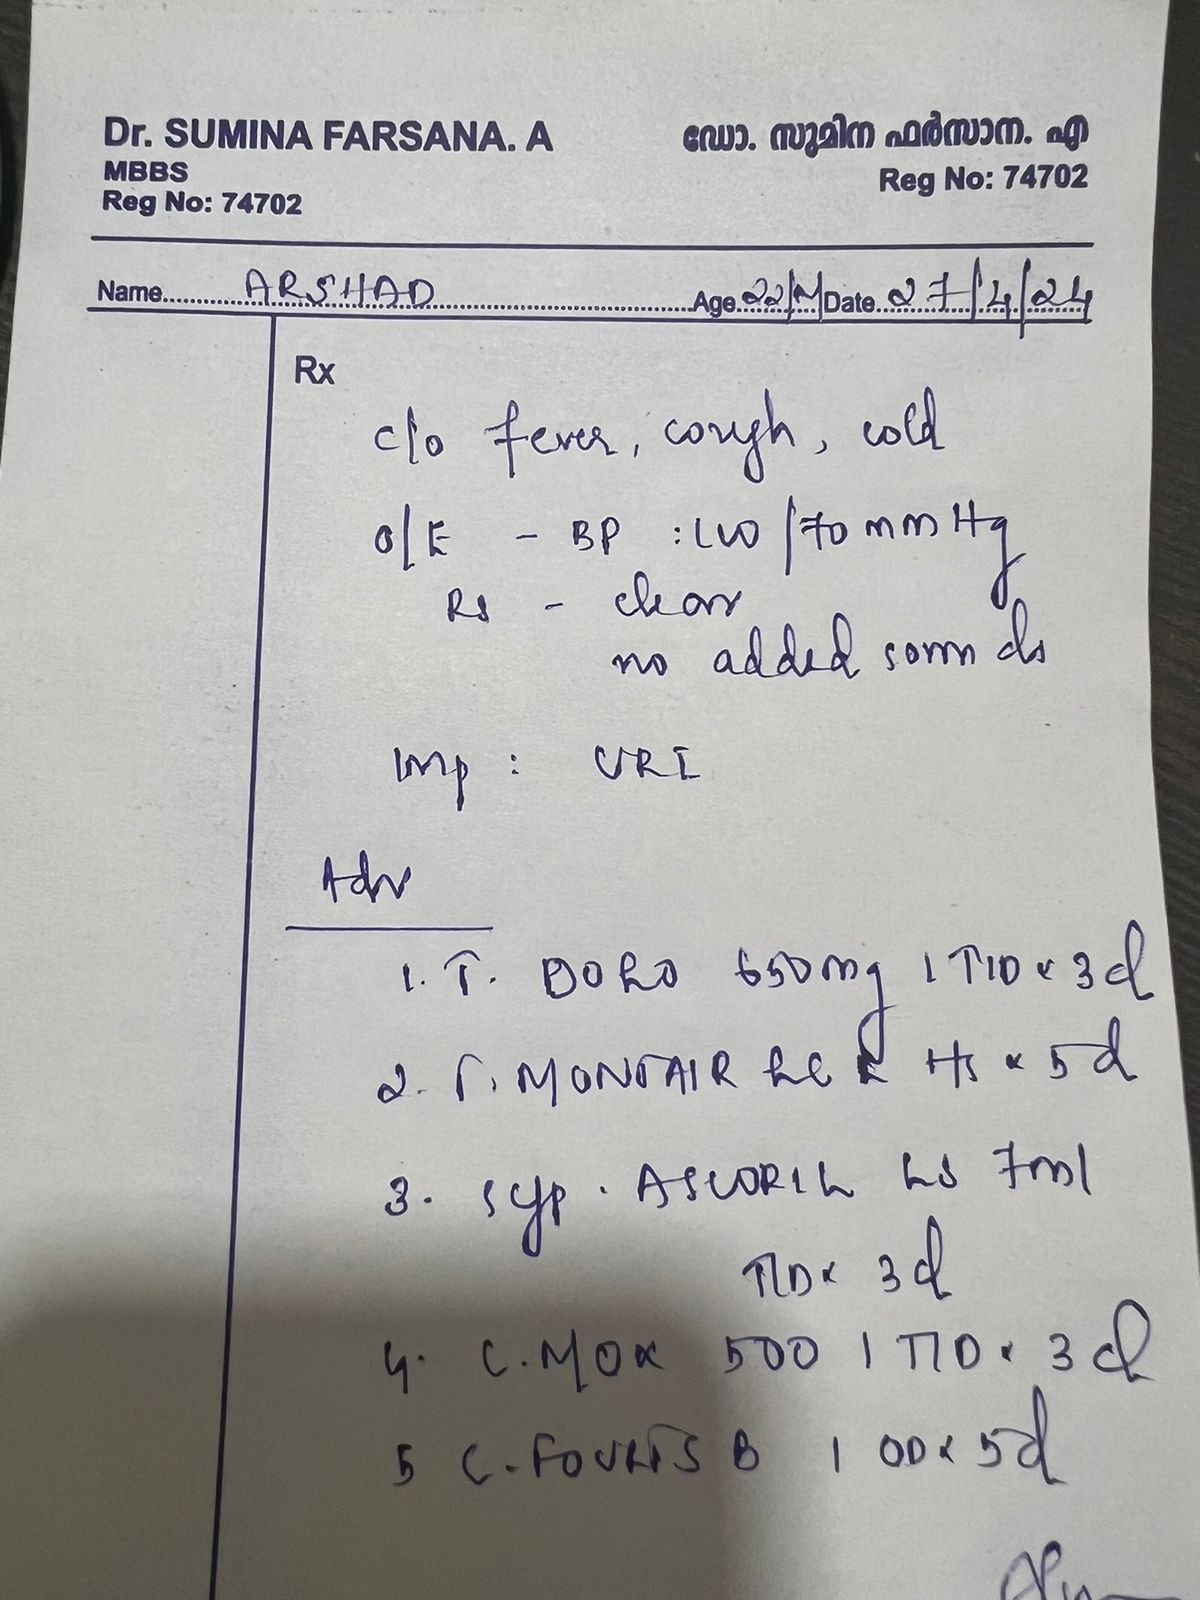 Dr. SUMINA FARSANA. A
MBBS
Reg No: 74702
ഡോ. സുമിന ഫർസാന. എ
Reg No: 74702
Name ARSHAD Age 22/M Date 27/4/24
Rx
c/o fever, cough, cold
O/E - BP : 110/70 mmHg
RS - clear
no added sounds
Imp : URI
Adv
1. T. DOLO 650mg 1 TID x 3d
2. T. MONTAIR LC HS x 5d
3. syp. ASCORIL LS 7ml
TID x 3d
4. C. MOX 500 1 TID x 3d
5 C. FOURTS B 1 OD x 5d